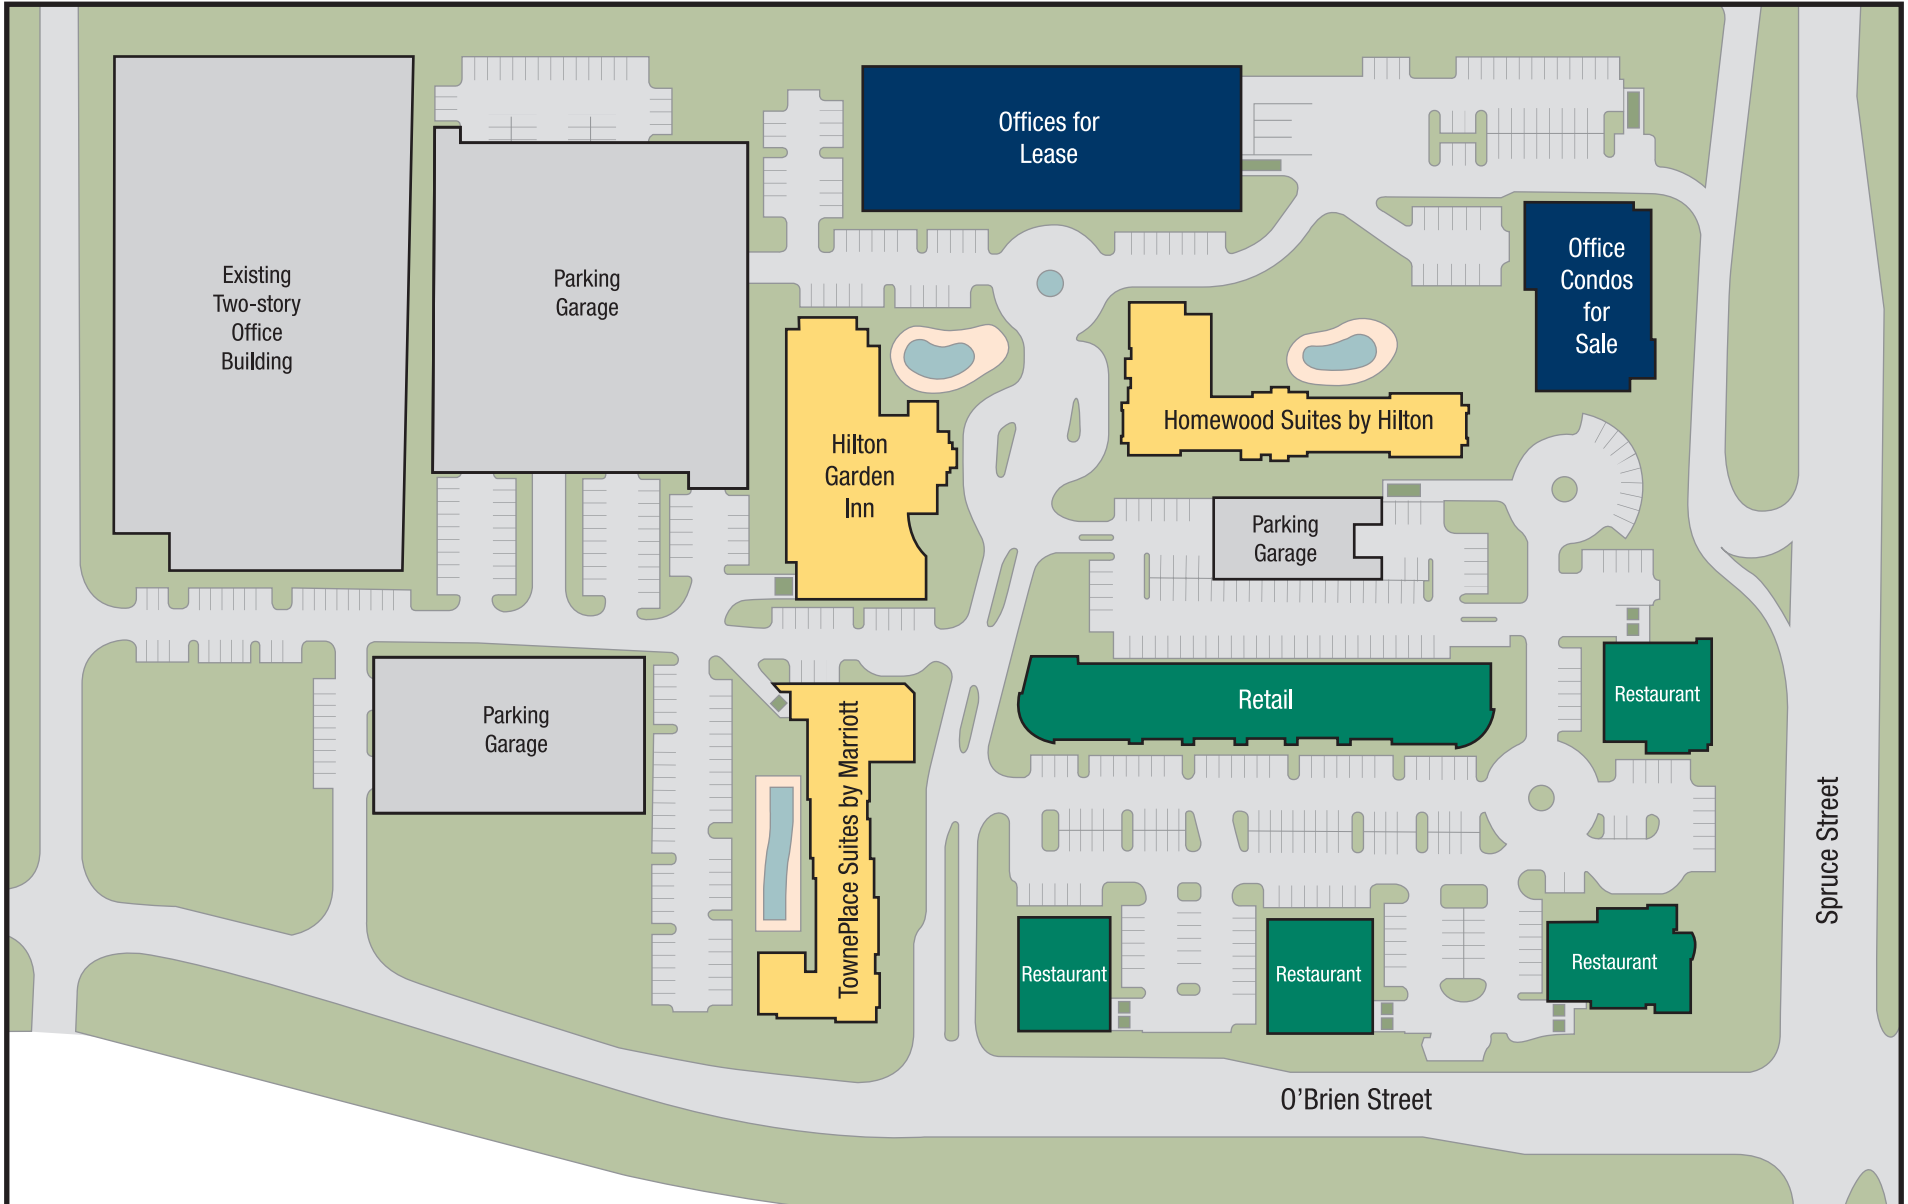 Offices for
Lease
Existing
Two-story
Office
Building
Parking
Garage
Office
Condos
for
Sale
Hilton
Garden
Inn
Homewood Suites by Hilton
Parking
Garage
Parking
Garage
TownePlace Suites by Marriott
Retail
Restaurant
Restaurant
Restaurant
Restaurant
Spruce Street
O’Brien Street